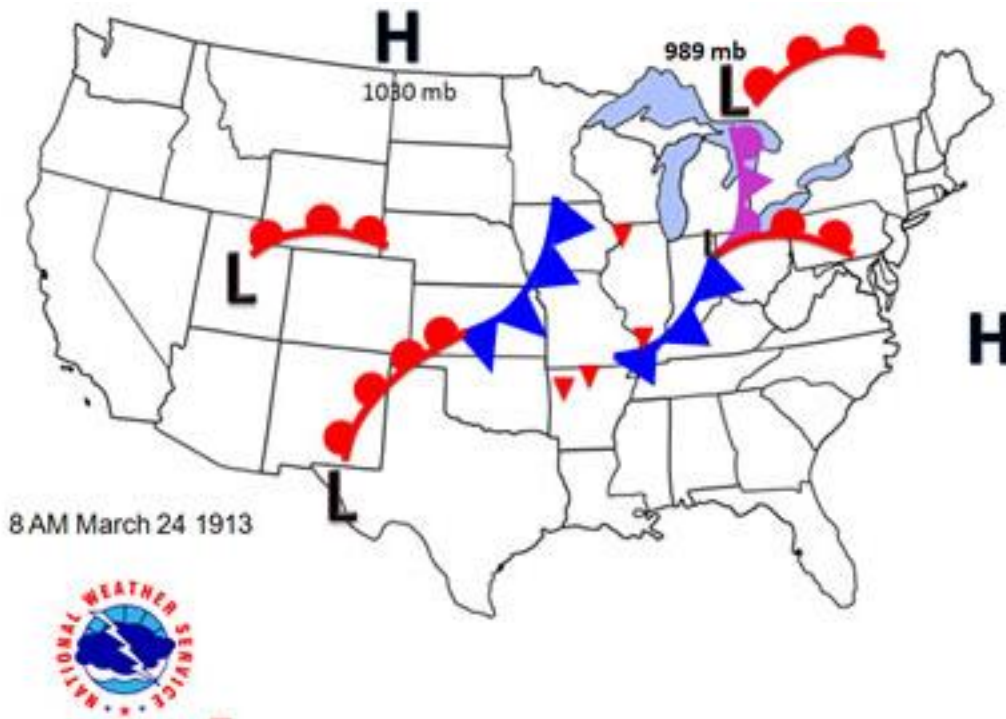 H
989 mb
L
1030 mb
L
L
H
L
8 AM March 24 1913
NATIONAL WEATHER SERVICE